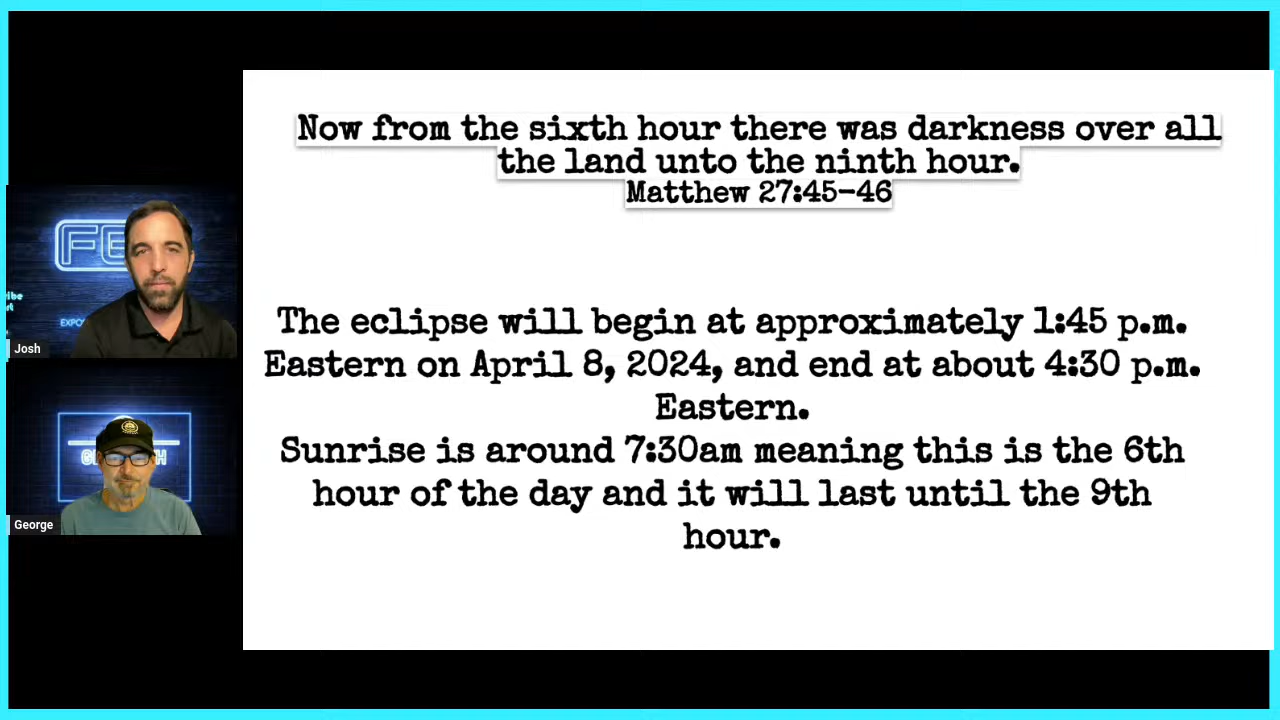 Now from the sixth hour there was darkness over all
the land unto the ninth hour.
Matthew 27:45-46
The eclipse will begin at approximately 1:45 p.m.
Eastern on April 8, 2024, and end at about 4:30 p.m.
Eastern.
Sunrise is around 7:30am meaning this is the 6th
hour of the day and it will last until the 9th
hour.
FE
EXPO
Josh
George